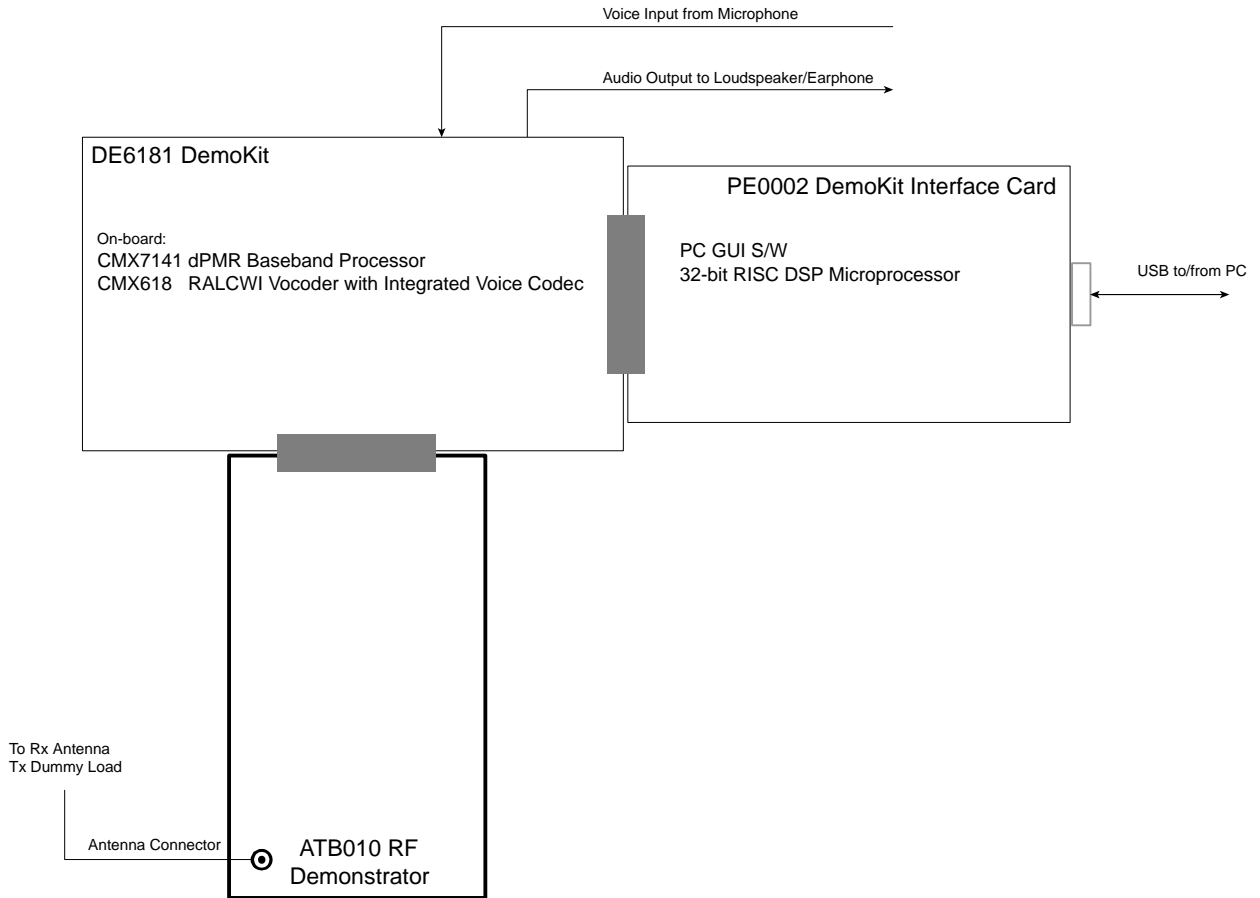 Voice Input from Microphone
Audio Output to Loudspeaker/Earphone
DE6181 DemoKit
On-board:
CMX7141 dPMR Baseband Processor
CMX618 RALCWI Vocoder with Integrated Voice Codec
PE0002 DemoKit Interface Card
PC GUI S/W
32-bit RISC DSP Microprocessor
USB to/from PC
To Rx Antenna
Tx Dummy Load
Antenna Connector
ATB010 RF
Demonstrator